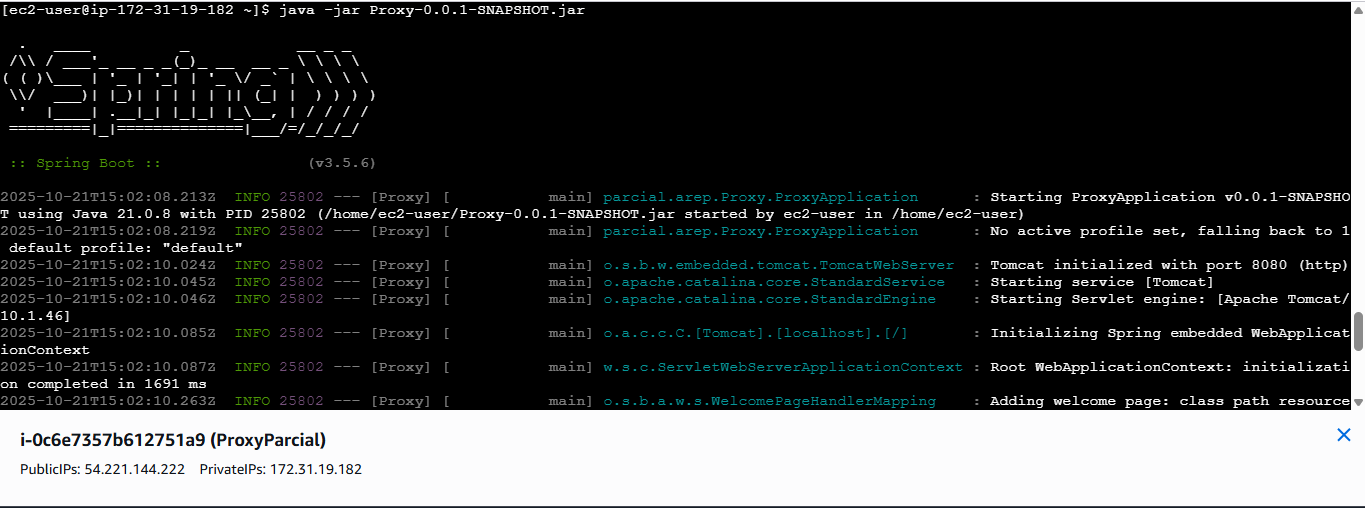 [ec2-user@ip-172-31-19-182 ~]$ java -jar Proxy-0.0.1-SNAPSHOT.jar
  .   ____          _            __ _ _
 /\\ / ___'_ __ _ _(_)_ __  __ _ \ \ \ \
( ( )\___ | '_ | '_| | '_ \/ _` | \ \ \ \
 \\/  ___)| |_)| | | | | || (_| |  ) ) ) )
  '  |____| .__|_| |_|_| |_\__, | / / / /
 =========|_|==============|___/=/_/_/_/
 :: Spring Boot ::                (v3.5.6)
2025-10-21T15:02:08.213Z  INFO 25802 --- [Proxy] [           main] parcial.arep.Proxy.ProxyApplication      : Starting ProxyApplication v0.0.1-SNAPSHO
T using Java 21.0.8 with PID 25802 (/home/ec2-user/Proxy-0.0.1-SNAPSHOT.jar started by ec2-user in /home/ec2-user)
2025-10-21T15:02:08.219Z  INFO 25802 --- [Proxy] [           main] parcial.arep.Proxy.ProxyApplication      : No active profile set, falling back to 1
 default profile: "default"
2025-10-21T15:02:10.024Z  INFO 25802 --- [Proxy] [           main] o.s.b.w.embedded.tomcat.TomcatWebServer  : Tomcat initialized with port 8080 (http)
2025-10-21T15:02:10.045Z  INFO 25802 --- [Proxy] [           main] o.apache.catalina.core.StandardService   : Starting service [Tomcat]
2025-10-21T15:02:10.046Z  INFO 25802 --- [Proxy] [           main] o.apache.catalina.core.StandardEngine    : Starting Servlet engine: [Apache Tomcat/
10.1.46]
2025-10-21T15:02:10.085Z  INFO 25802 --- [Proxy] [           main] o.a.c.c.C.[Tomcat].[localhost].[/]       : Initializing Spring embedded WebApplicat
ionContext
2025-10-21T15:02:10.087Z  INFO 25802 --- [Proxy] [           main] w.s.c.ServletWebServerApplicationContext : Root WebApplicationContext: initializati
on completed in 1691 ms
2025-10-21T15:02:10.263Z  INFO 25802 --- [Proxy] [           main] o.s.b.a.w.s.WelcomePageHandlerMapping    : Adding welcome page: class path resource
i-0c6e7357b612751a9 (ProxyParcial)
PublicIPs: 54.221.144.222 PrivateIPs: 172.31.19.182